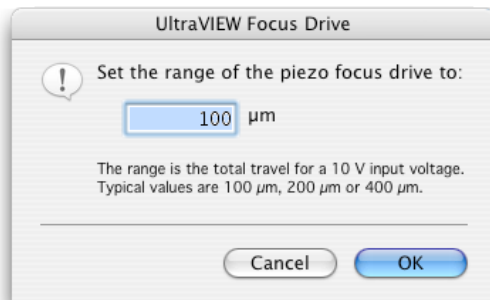 UltraVIEW Focus Drive
Set the range of the piezo focus drive to:
100 µm
The range is the total travel for a 10 V input voltage.
Typical values are 100 µm, 200 µm or 400 µm.
Cancel OK